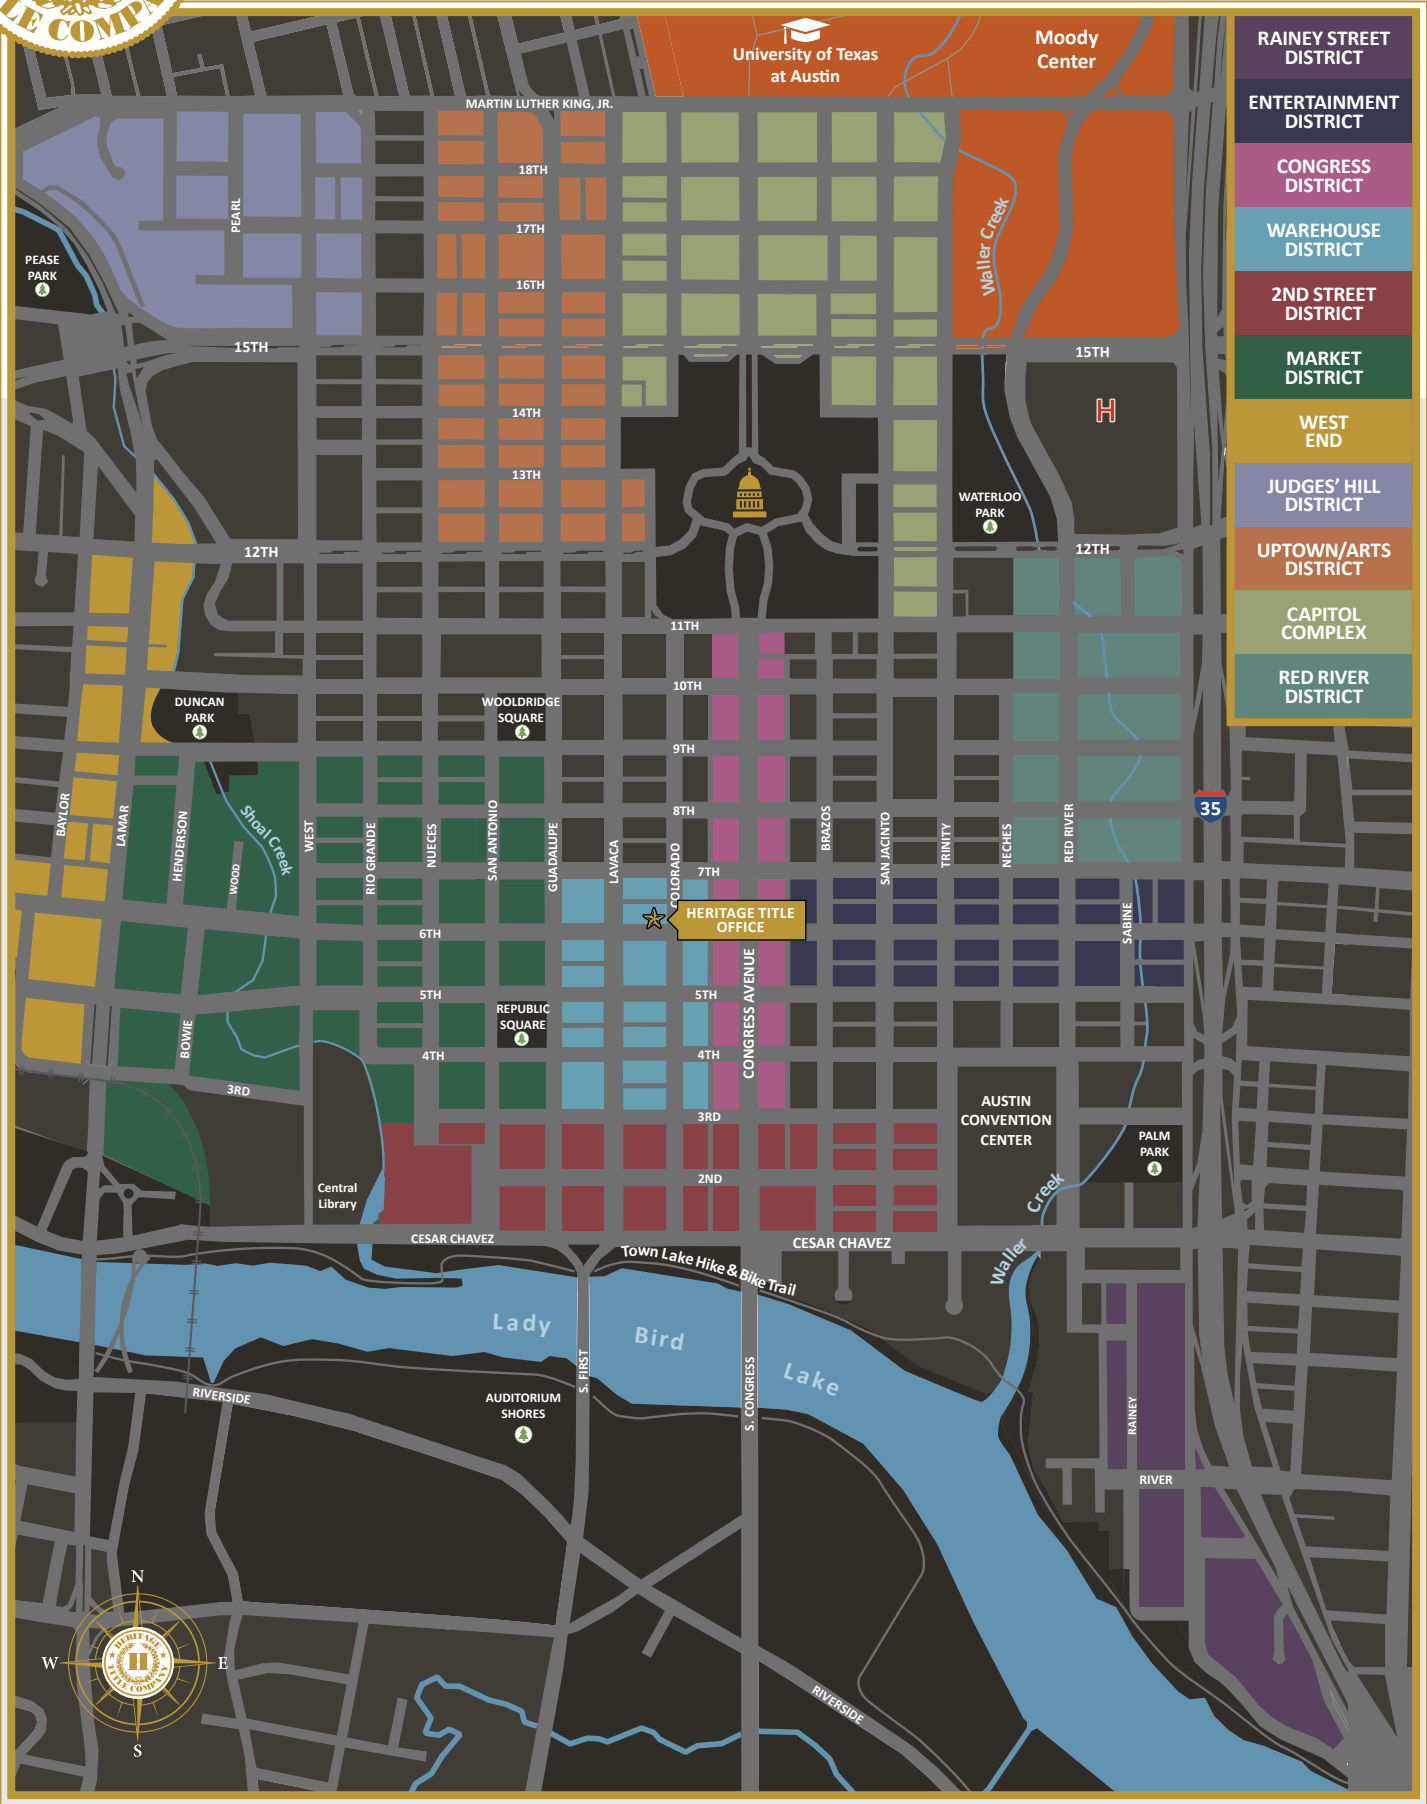 LE COMPA
University of Texas
at Austin
Moody
Center
MARTIN LUTHER KING, JR.
18TH
PEARL
17TH
Waller Creek
PEASE
PARK
16TH
15TH
15TH
H
14TH
13TH
WATERLOO
PARK
12TH
12TH
11TH
10TH
DUNCAN
PARK
WOOLDRIDGE
SQUARE
9TH
8TH
BAYLOR
LAMAR
HENDERSON
Shoal Creek
WOOD
WEST
RIO GRANDE
NUECES
SAN ANTONIO
GUADALUPE
LAVACA
COLORADO
BRAZOS
SAN JACINTO
TRINITY
NECHES
RED RIVER
35
7TH
HERITAGE TITLE
OFFICE
SABINE
6TH
CONGRESS AVENUE
5TH
5TH
REPUBLIC
SQUARE
BOWIE
4TH
4TH
3RD
3RD
AUSTIN
CONVENTION
CENTER
PALM
PARK
2ND
Central
Library
Creek
Waller
CESAR CHAVEZ
CESAR CHAVEZ
Town Lake Hike & Bike Trail
Lady
Bird
Lake
S. FIRST
S. CONGRESS
RIVERSIDE
AUDITORIUM
SHORES
RAINEY
RIVER
RIVERSIDE
N
W
E
S
HERITAGE
H
TITLE COMPANY
RAINEY STREET
DISTRICT
ENTERTAINMENT
DISTRICT
CONGRESS
DISTRICT
WAREHOUSE
DISTRICT
2ND STREET
DISTRICT
MARKET
DISTRICT
WEST
END
JUDGES’ HILL
DISTRICT
UPTOWN/ARTS
DISTRICT
CAPITOL
COMPLEX
RED RIVER
DISTRICT